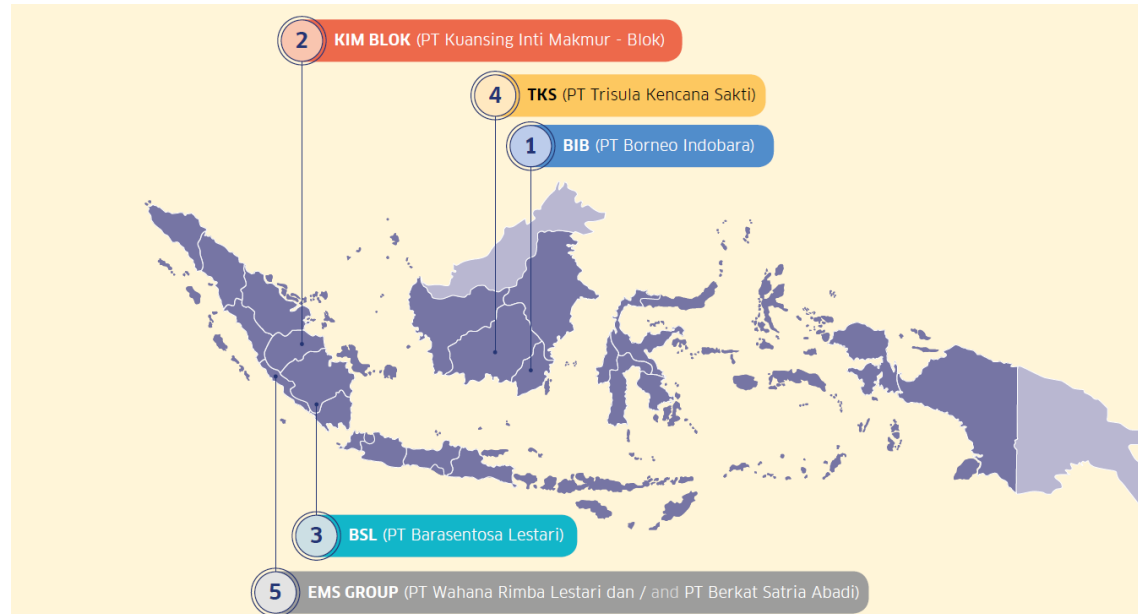 2 KIM BLOK (PT Kuansing Inti Makmur - Blok)
4 TKS (PT Trisula Kencana Sakti)
1 BIB (PT Borneo Indobara)
3 BSL (PT Barasentosa Lestari)
5 EMS GROUP (PT Wahana Rimba Lestari dan / and PT Berkat Satria Abadi)